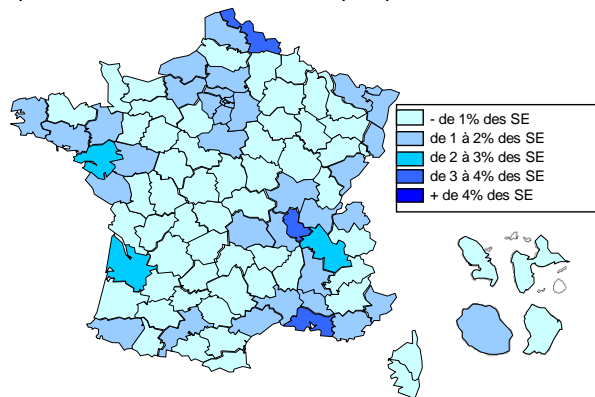 - de 1% des SE
de 1 à 2% des SE
de 2 à 3% des SE
de 3 à 4% des SE
+ de 4% des SE